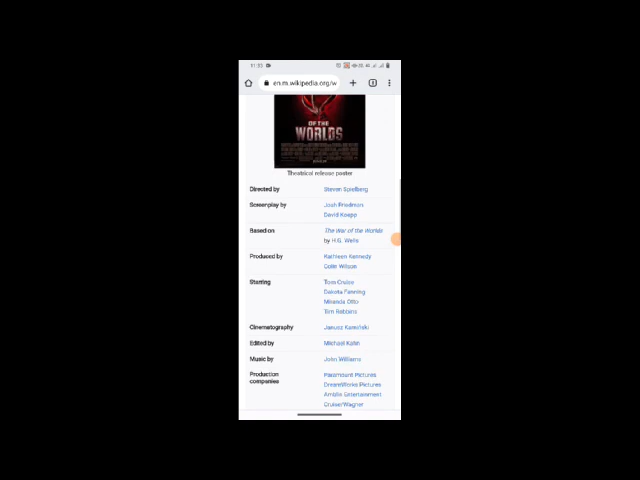 11:53
en.m.wikipedia.org/w
OF THE
WORLDS
Theatrical release poster
Directed by Steven Spielberg
Screenplay by Josh Friedman
David Koepp
Based on The War of the Worlds
by H.G. Wells
Produced by Kathleen Kennedy
Colin Wilson
Starring Tom Cruise
Dakota Fanning
Miranda Otto
Tim Robbins
Cinematography Janusz Kamiński
Edited by Michael Kahn
Music by John Williams
Production Paramount Pictures
companies DreamWorks Pictures
Amblin Entertainment
Cruise/Wagner